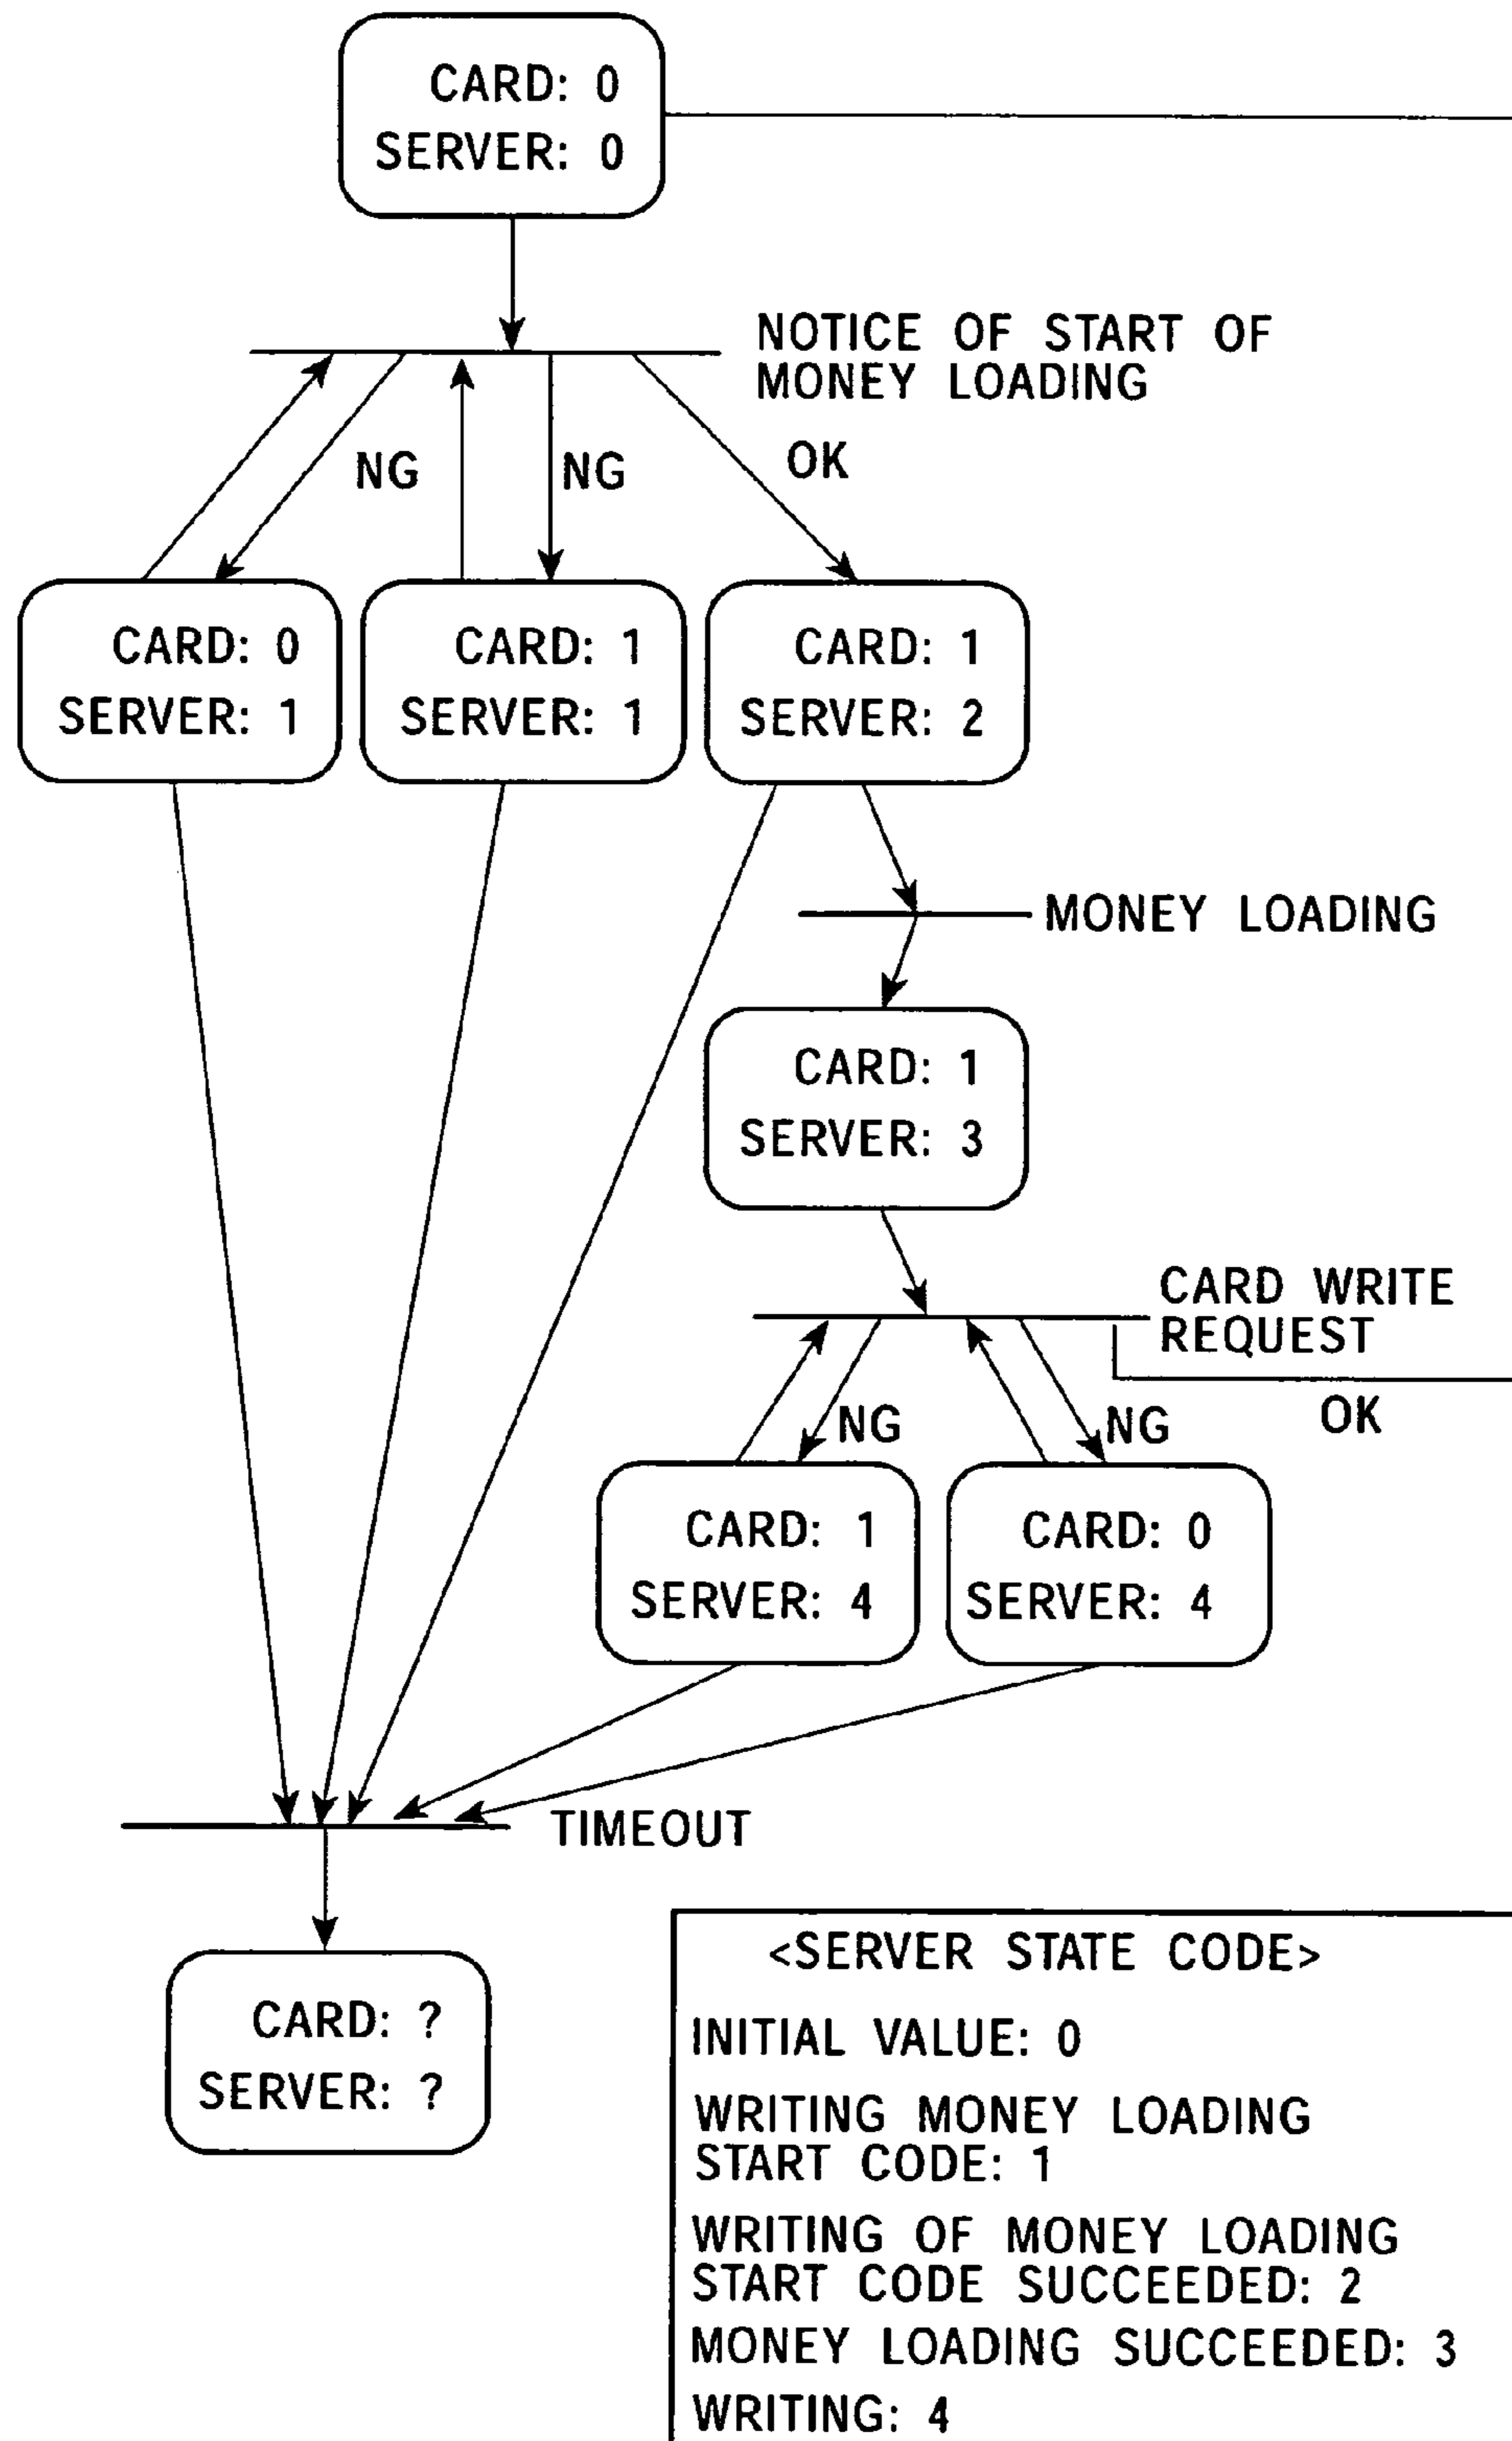 CARD: 0
SERVER: 0
NOTICE OF START OF
MONEY LOADING
NG
NG
OK
CARD: 0
SERVER: 1
CARD: 1
SERVER: 1
CARD: 1
SERVER: 2
MONEY LOADING
CARD: 1
SERVER: 3
CARD WRITE
REQUEST
NG
NG
OK
CARD: 1
SERVER: 4
CARD: 0
SERVER: 4
TIMEOUT
CARD: ?
SERVER: ?
<SERVER STATE CODE>
INITIAL VALUE: 0
WRITING MONEY LOADING
START CODE: 1
WRITING OF MONEY LOADING
START CODE SUCCEEDED: 2
MONEY LOADING SUCCEEDED: 3
WRITING: 4